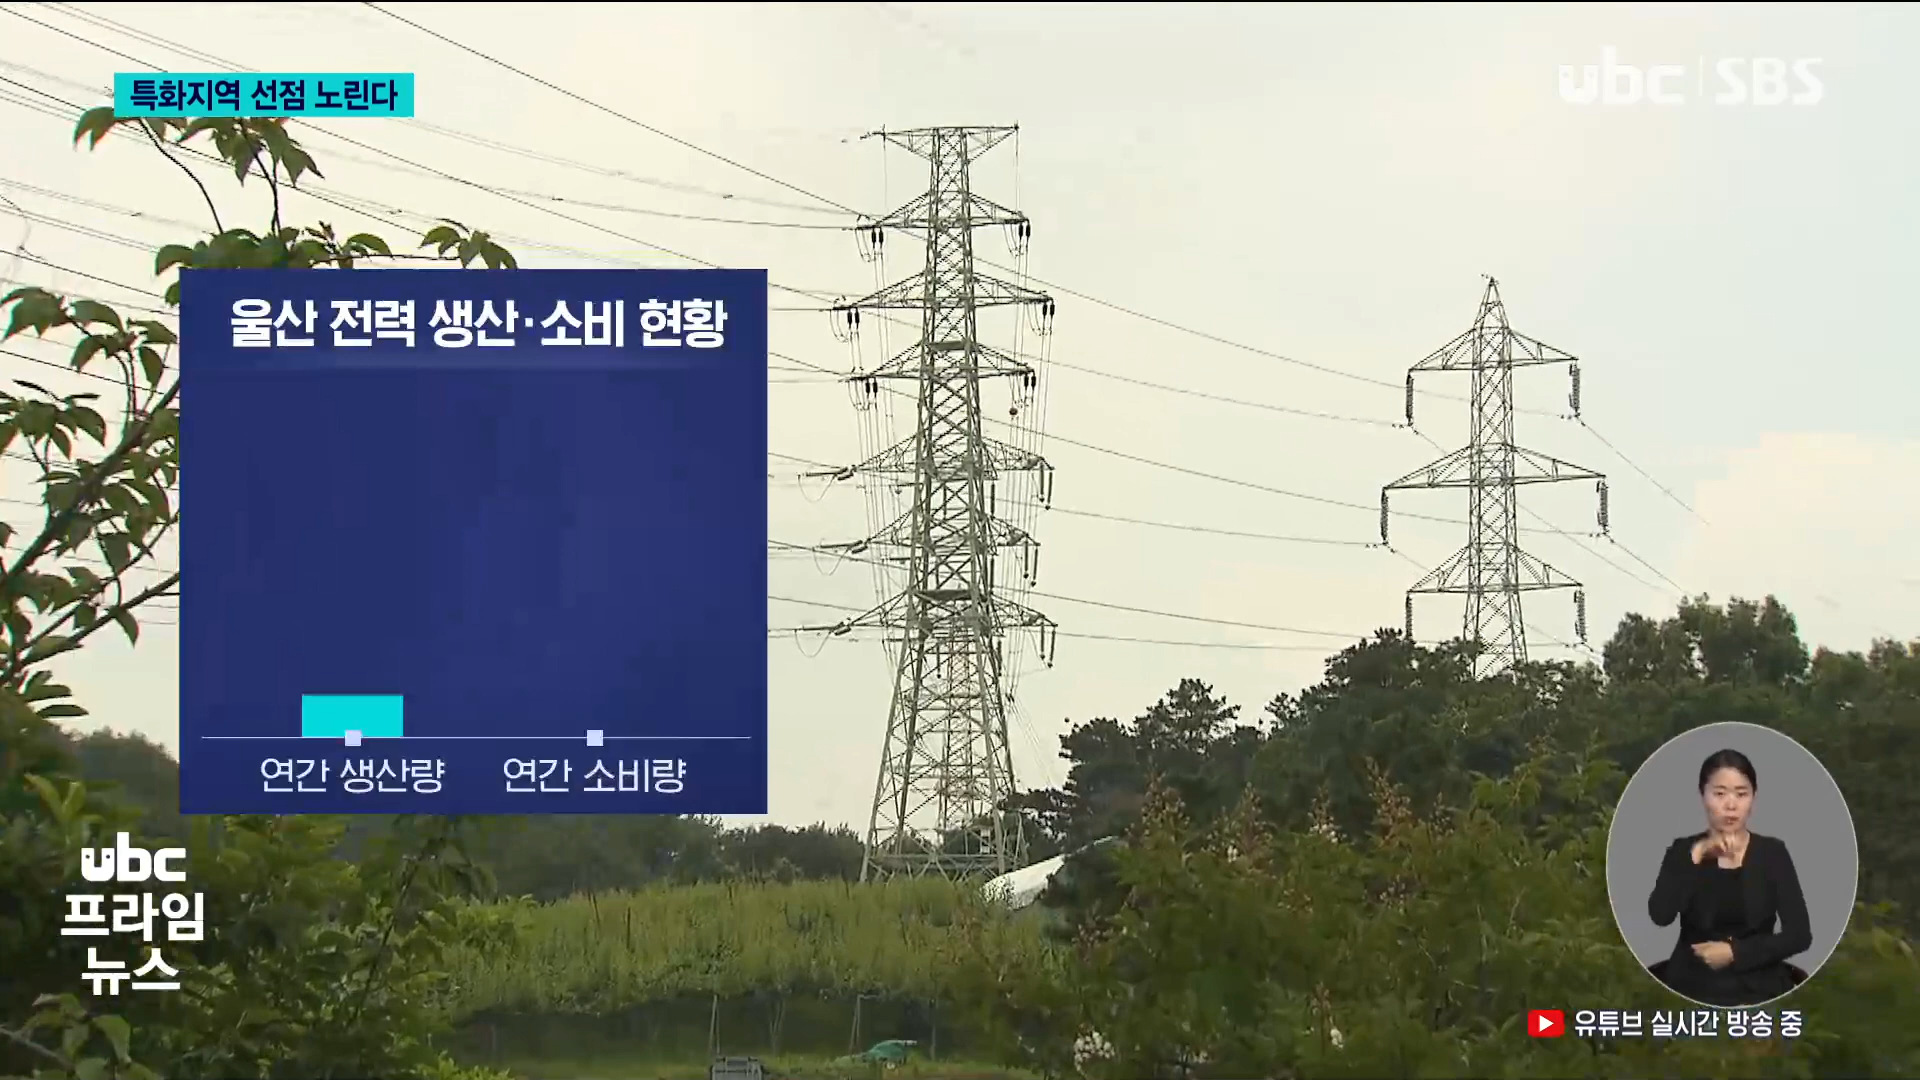 특화지역 선점 노린다
ubc SBS
울산 전력 생산·소비 현황
연간 생산량
연간 소비량
ubc
프라임
뉴스
유튜브 실시간 방송 중